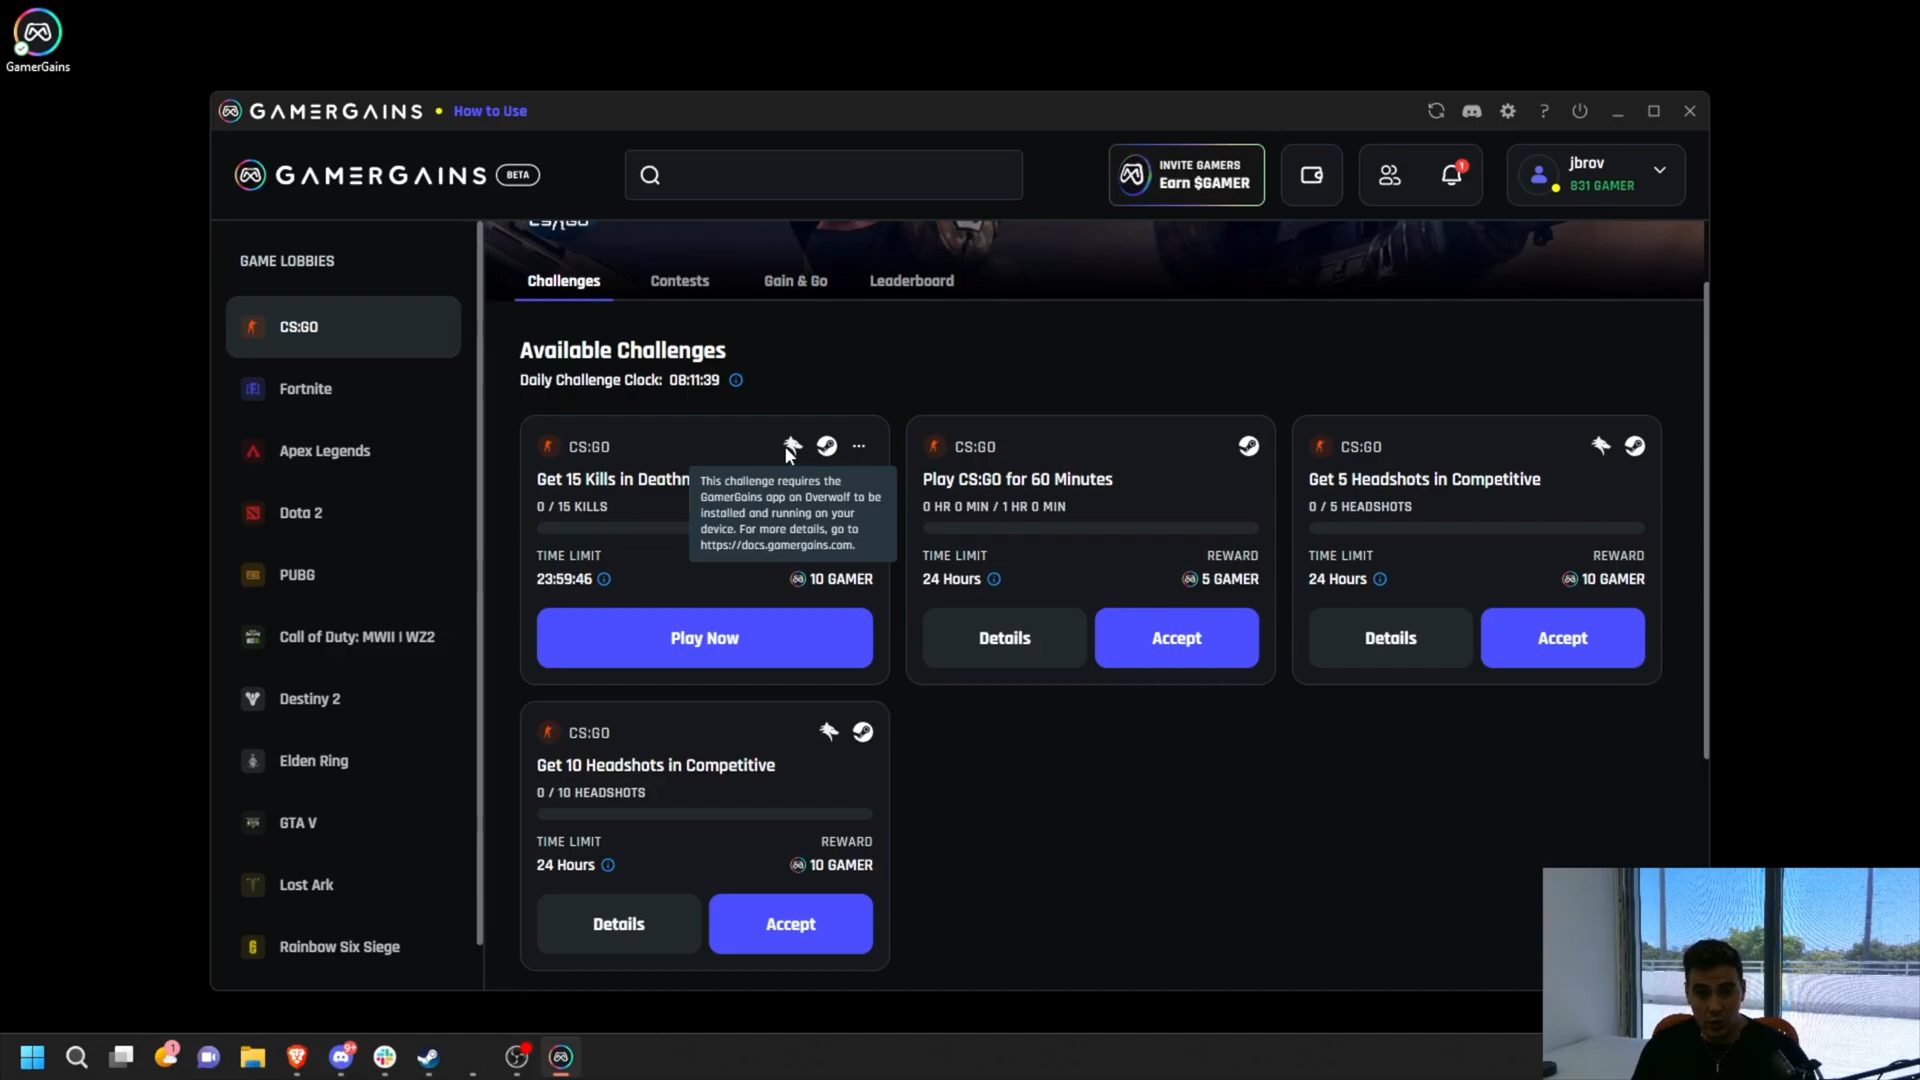 GamerGains
GAMERGAINS • How to Use
GAMERGAINS BETA
INVITE GAMERS
Earn $GAMER
1
jbrov
831 GAMER
GAME LOBBIES
CS:GO
Fortnite
Apex Legends
Dota 2
PUBG
Call of Duty: MWII | WZ2
Destiny 2
Elden Ring
GTA V
Lost Ark
Rainbow Six Siege
CS:GO
Challenges
Contests
Gain & Go
Leaderboard
Available Challenges
Daily Challenge Clock: 08:11:39
CS:GO
Get 15 Kills in Deathm
0 / 15 KILLS
This challenge requires the
GamerGains app on Overwolf to be
installed and running on your
device. For more details, go to
https://docs.gamergains.com.
TIME LIMIT
23:59:46
10 GAMER
Play Now
CS:GO
Play CS:GO for 60 Minutes
0 HR 0 MIN / 1 HR 0 MIN
TIME LIMIT REWARD
24 Hours 5 GAMER
Details Accept
CS:GO
Get 5 Headshots in Competitive
0 / 5 HEADSHOTS
TIME LIMIT REWARD
24 Hours 10 GAMER
Details Accept
CS:GO
Get 10 Headshots in Competitive
0 / 10 HEADSHOTS
TIME LIMIT REWARD
24 Hours 10 GAMER
Details Accept
1
9+